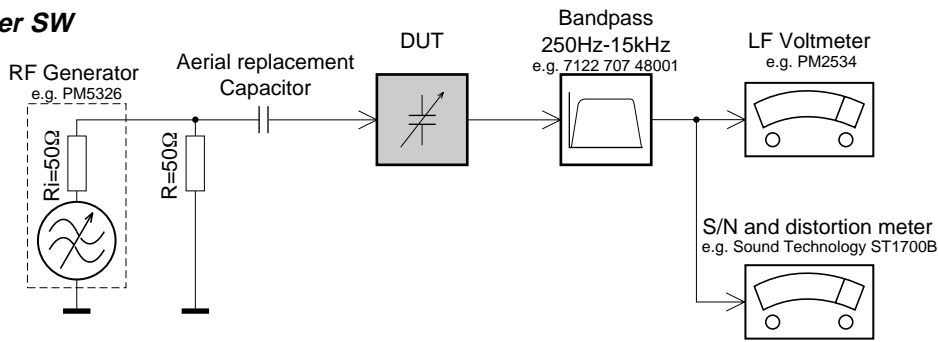 er SW
RF Generator
e.g. PM5326
Ri=50Ω
R=50Ω
Aerial replacement
Capacitor
DUT
Bandpass
250Hz-15kHz
e.g. 7122 707 48001
LF Voltmeter
e.g. PM2534
S/N and distortion meter
e.g. Sound Technology ST1700B